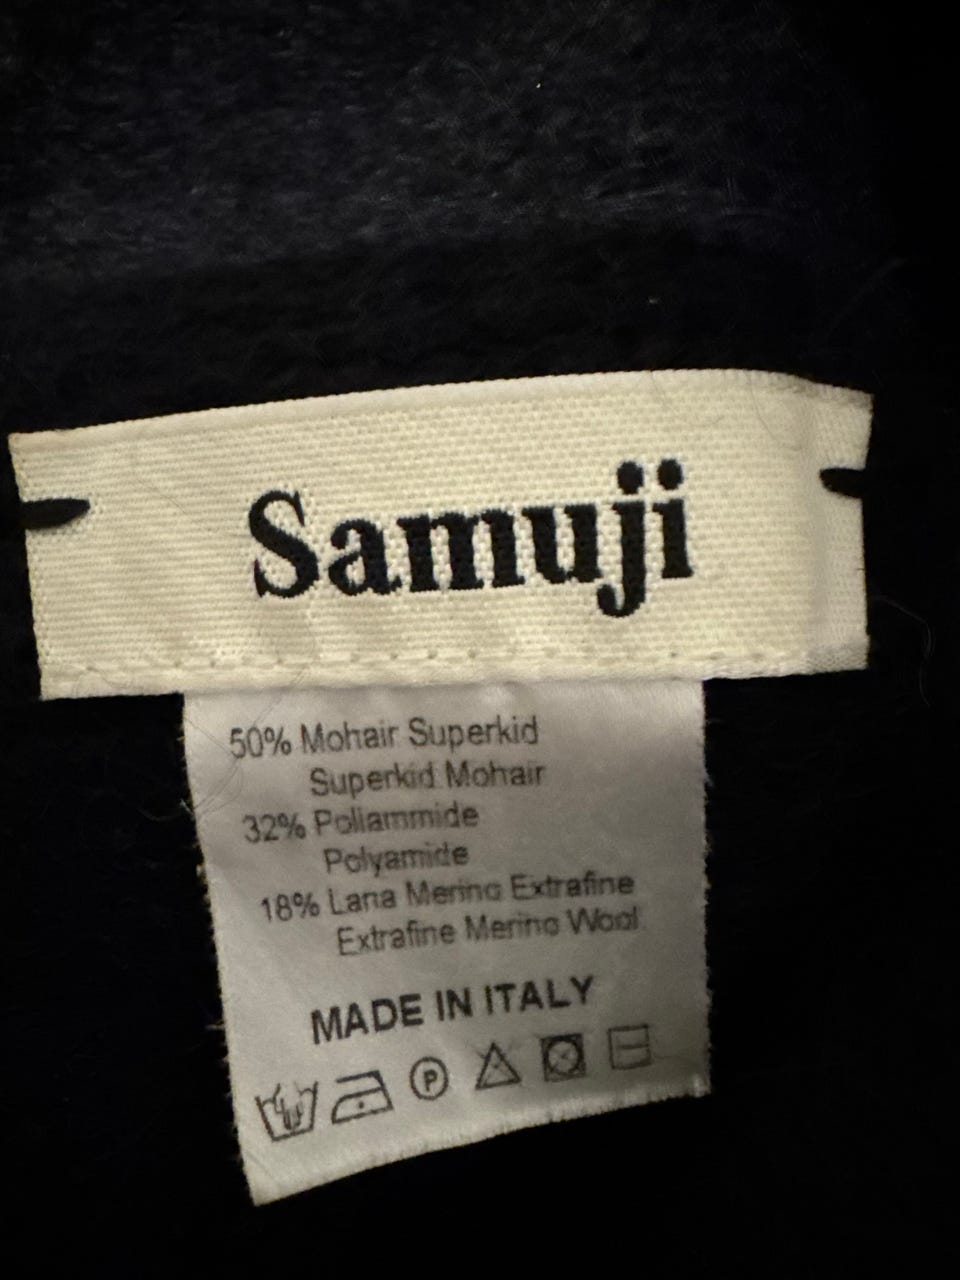 Samuji
50% Mohair Superkid
Superkid Mohair
32% Poliammide
Polyamide
18% Lana Merino Extrafine
Extrafine Merino Wool
MADE IN ITALY
P